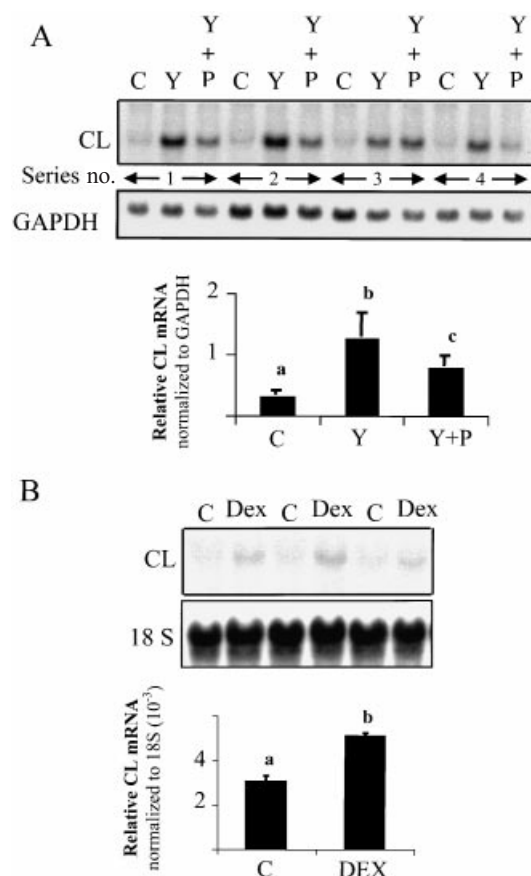 A
Y Y Y Y
+ + + +
C Y P C Y P C Y P C Y P
CL
Series no. 1 2 3 4
GAPDH
Relative CL mRNA
normalized to GAPDH
2
b
c
1
a
C Y Y+P
B
C Dex C Dex C Dex
CL
18 S
Relative CL mRNA
normalized to 18S (10⁻³)
b
4
a
2
C DEX